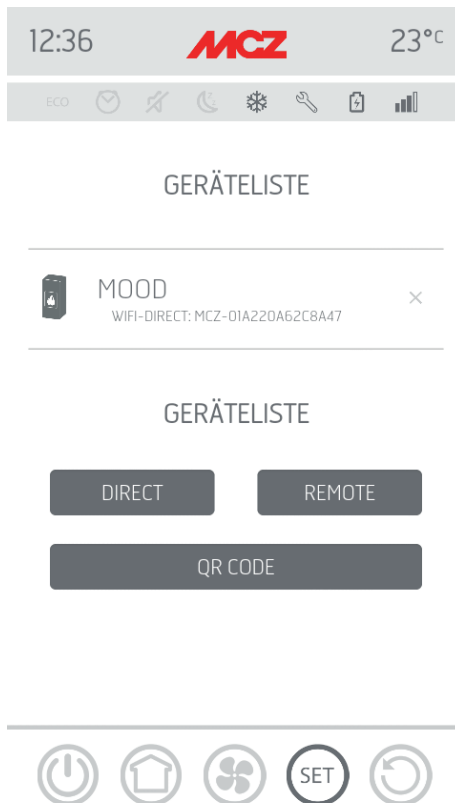 12:36 MCZ 23°C
ECO
GERÄTELISTE
MOOD
WIFI-DIRECT: MCZ-01A220A62C8A47
GERÄTELISTE
DIRECT REMOTE
QR CODE
SET